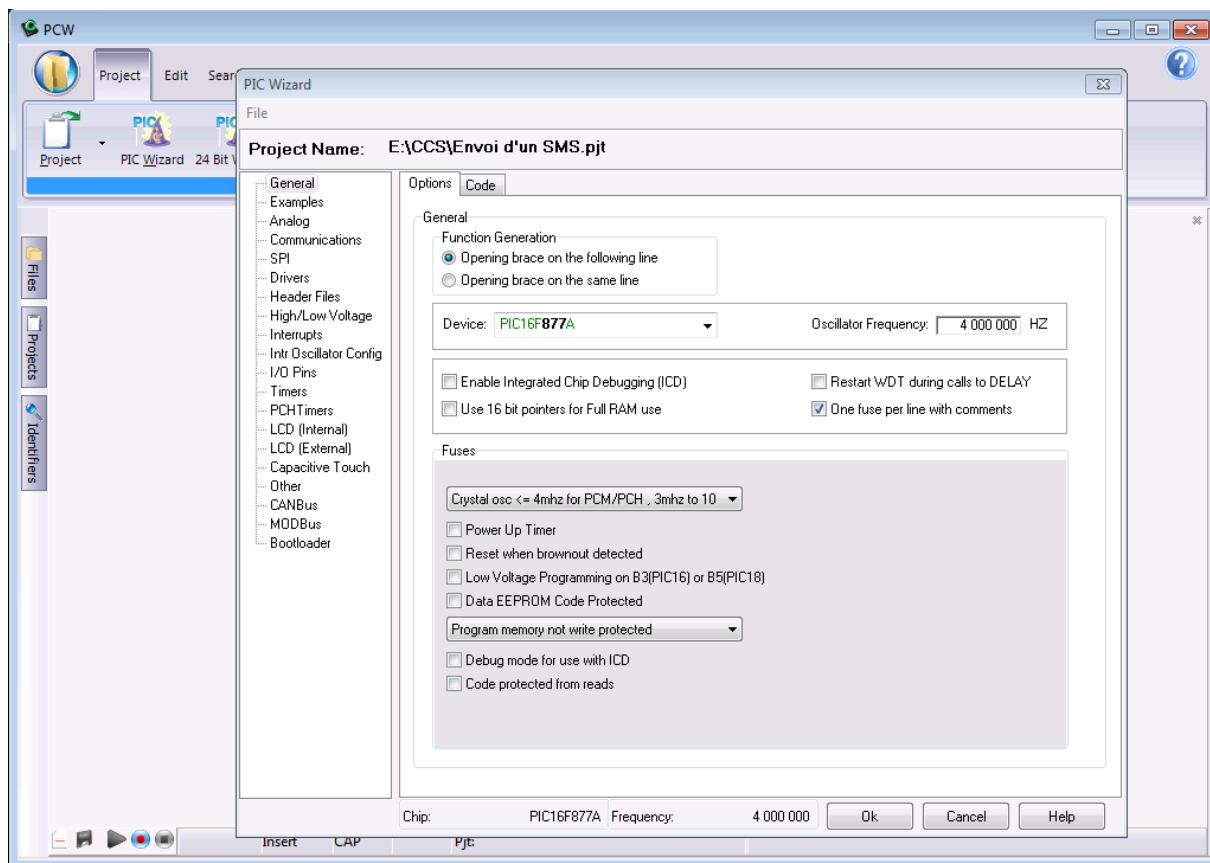 PCW
Project Edit Sear
Project PIC Wizard 24 Bit
Files
Projects
Identifiers
PIC Wizard
File
Project Name: E:\CCS\Envoi d'un SMS.pjt
General
Examples
Analog
Communications
SPI
Drivers
Header Files
High/Low Voltage
Interrupts
Intr Oscillator Config
I/O Pins
Timers
PCHTimers
LCD (Internal)
LCD (External)
Capacitive Touch
Other
CANBus
MODBus
Bootloader
Options Code
General
Function Generation
Opening brace on the following line
Opening brace on the same line
Device: PIC16F877A Oscillator Frequency: 4 000 000 HZ
Enable Integrated Chip Debugging (ICD) Restart WDT during calls to DELAY
Use 16 bit pointers for Full RAM use One fuse per line with comments
Fuses
Crystal osc <= 4mhz for PCM/PCH , 3mhz to 10
Power Up Timer
Reset when brownout detected
Low Voltage Programming on B3(PIC16) or B5(PIC18)
Data EEPROM Code Protected
Program memory not write protected
Debug mode for use with ICD
Code protected from reads
Chip: PIC16F877A Frequency: 4 000 000 Ok Cancel Help
Insert CAP Pjt: